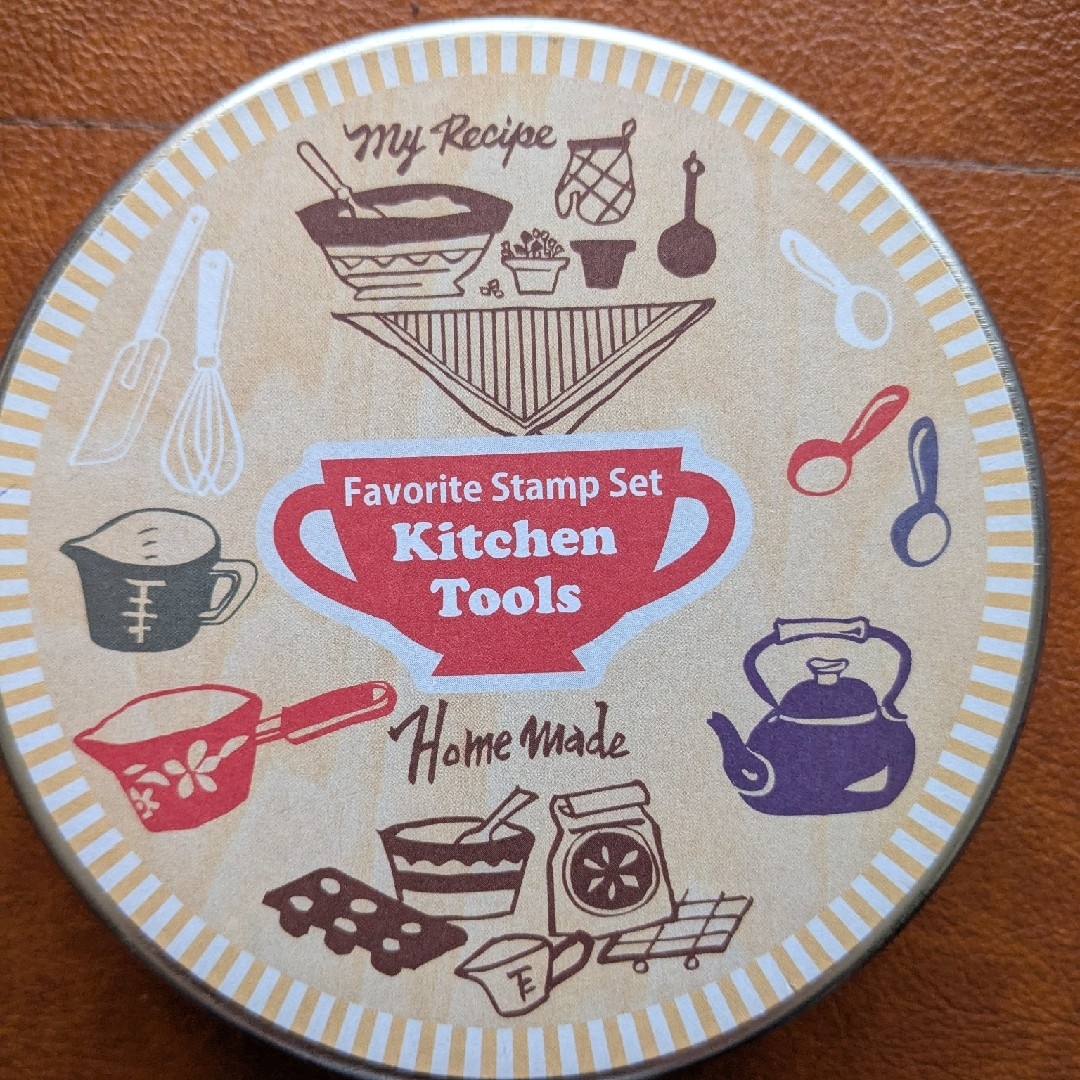 My Recipe
Favorite Stamp Set
Kitchen
Tools
Home made